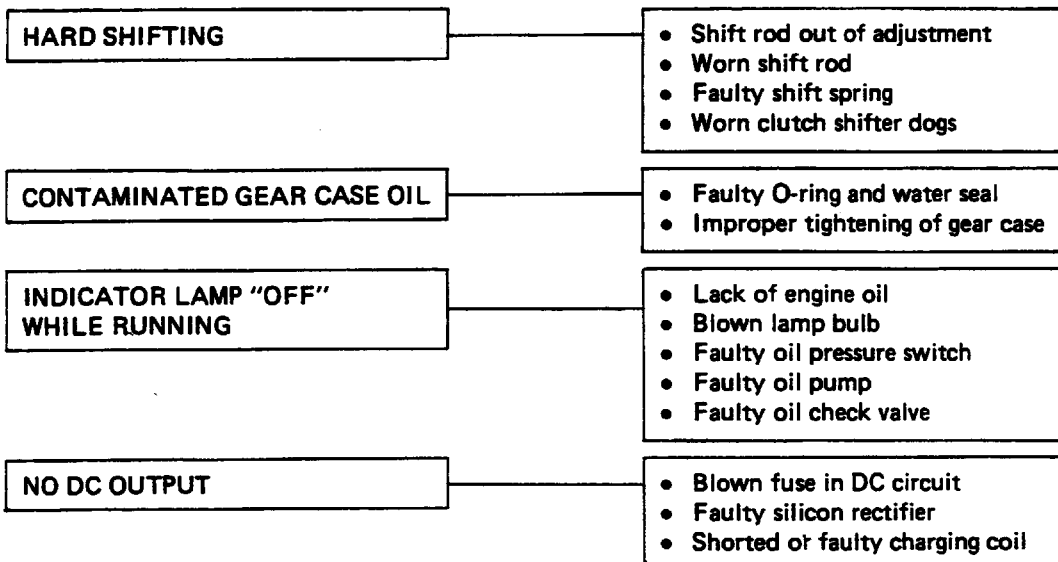 HARD SHIFTING
• Shift rod out of adjustment
• Worn shift rod
• Faulty shift spring
• Worn clutch shifter dogs
CONTAMINATED GEAR CASE OIL
• Faulty O-ring and water seal
• Improper tightening of gear case
INDICATOR LAMP "OFF"
WHILE RUNNING
• Lack of engine oil
• Blown lamp bulb
• Faulty oil pressure switch
• Faulty oil pump
• Faulty oil check valve
NO DC OUTPUT
• Blown fuse in DC circuit
• Faulty silicon rectifier
• Shorted or faulty charging coil